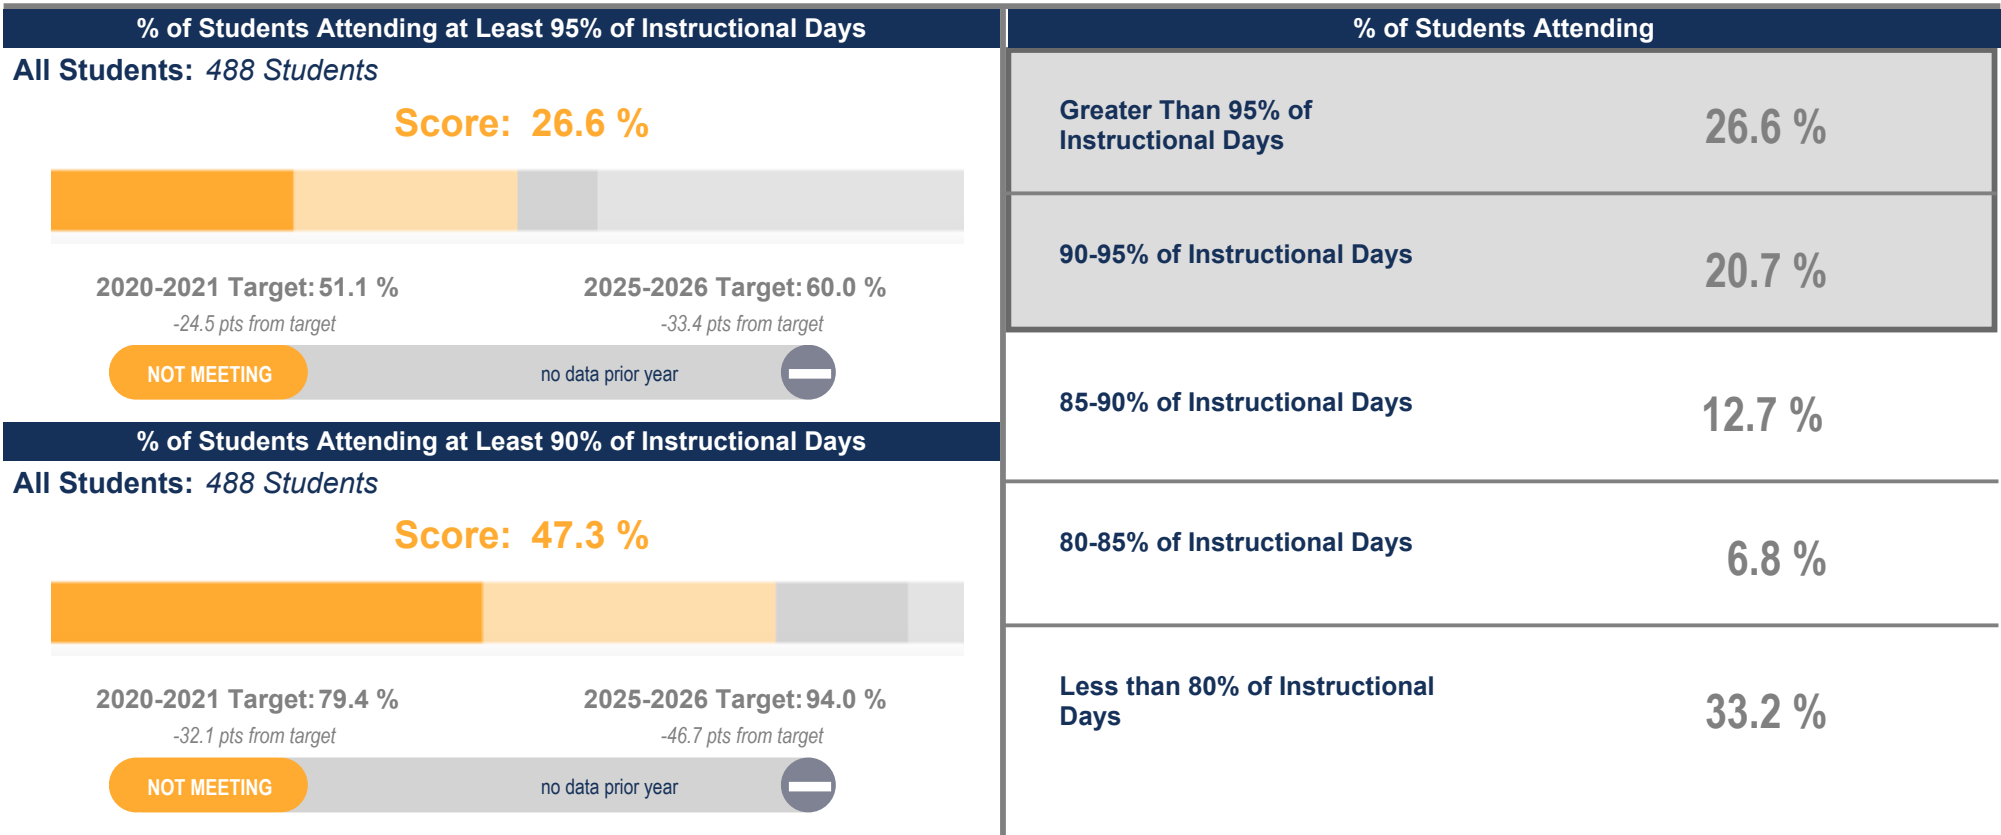 % of Students Attending at Least 95% of Instructional Days
All Students: 488 Students
Score: 26.6 %
2020-2021 Target: 51.1 %
-24.5 pts from target
2025-2026 Target: 60.0 %
-33.4 pts from target
NOT MEETING
no data prior year
% of Students Attending at Least 90% of Instructional Days
All Students: 488 Students
Score: 47.3 %
2020-2021 Target: 79.4 %
-32.1 pts from target
2025-2026 Target: 94.0 %
-46.7 pts from target
NOT MEETING
no data prior year
% of Students Attending
Greater Than 95% of
Instructional Days
26.6 %
90-95% of Instructional Days
20.7 %
85-90% of Instructional Days
12.7 %
80-85% of Instructional Days
6.8 %
Less than 80% of Instructional
Days
33.2 %